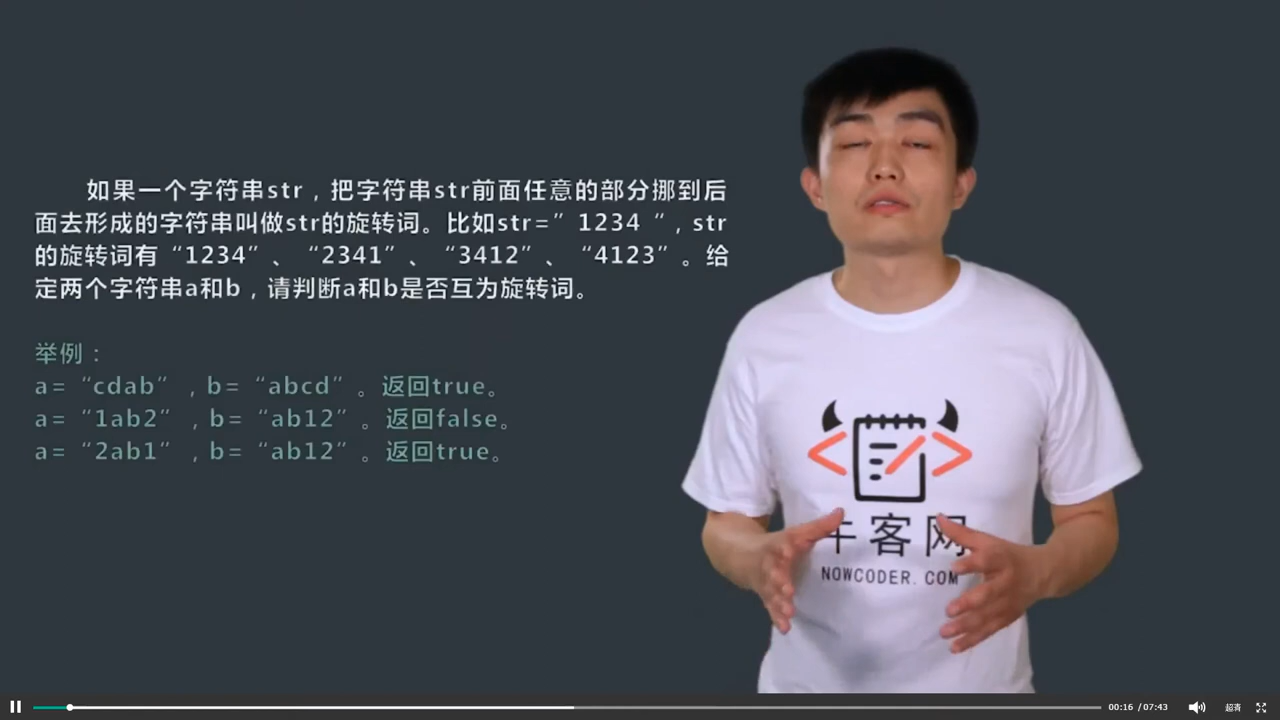 如果一个字符串str，把字符串str前面任意的部分挪到后
面去形成的字符串叫做str的旋转词。比如str=”1234“，str
的旋转词有“1234”、“2341”、“3412”、“4123”。给
定两个字符串a和b，请判断a和b是否互为旋转词。
举例：
a=“cdab”，b=“abcd”。返回true。
a=“1ab2”，b=“ab12”。返回false。
a=“2ab1”，b=“ab12”。返回true。
牛客网
NOWCODER.COM
00:16 /07:43
超清